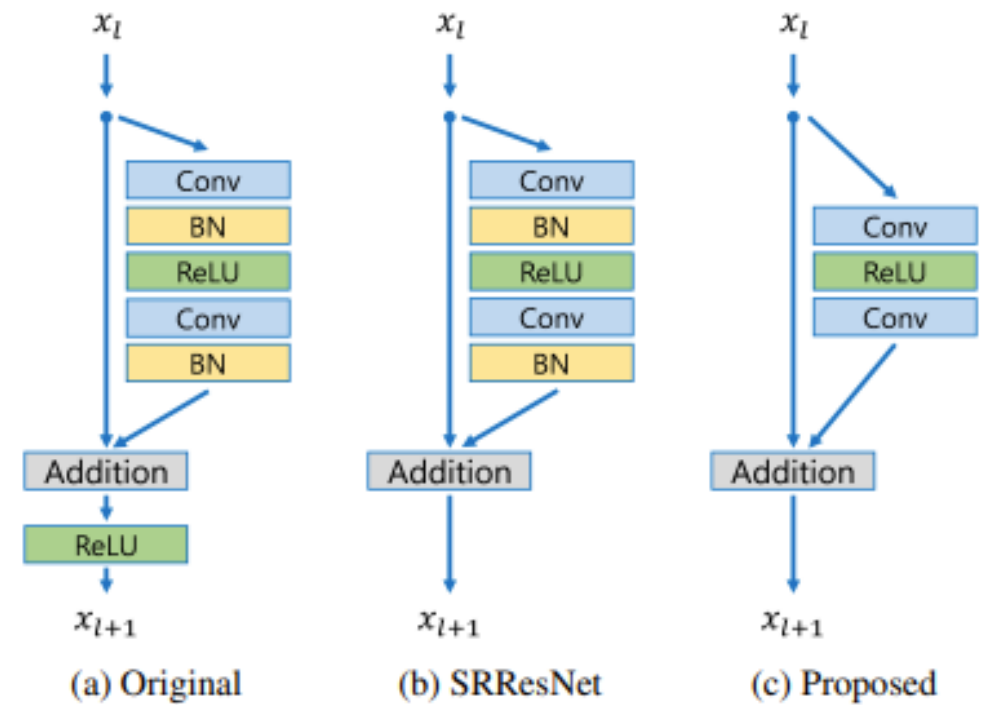 x_l
Conv
BN
ReLU
Conv
BN
Addition
ReLU
x_{l+1}
(a) Original
x_l
Conv
BN
ReLU
Conv
BN
Addition
x_{l+1}
(b) SRResNet
x_l
Conv
ReLU
Conv
Addition
x_{l+1}
(c) Proposed